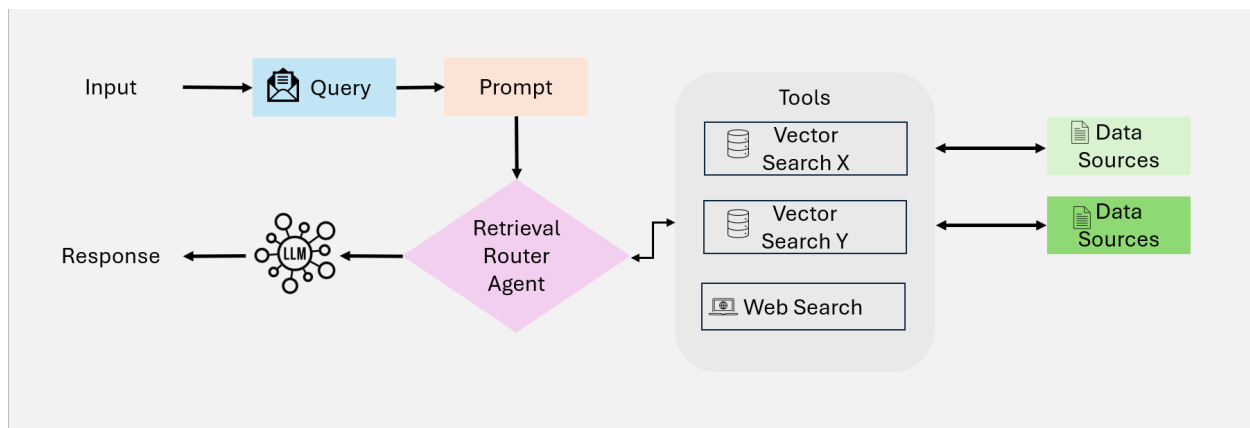 Input
Query
Prompt
Tools
Vector
Search X
Data
Sources
Vector
Search Y
Data
Sources
Retrieval
Router
Agent
LLM
Response
Web Search